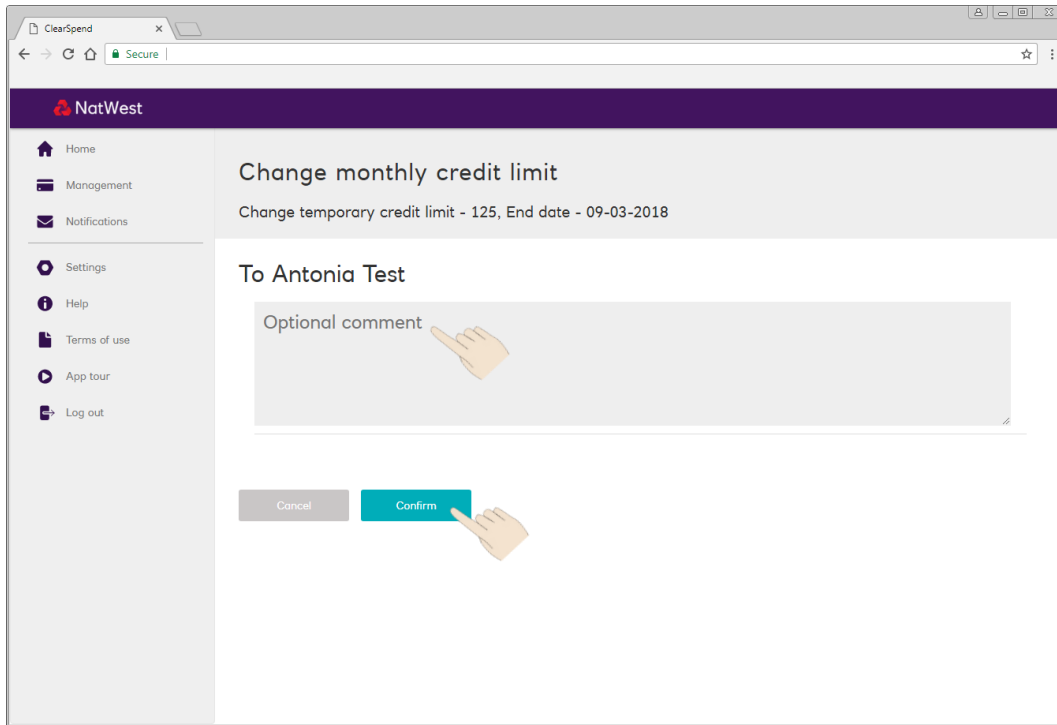 ClearSpend
Secure
NatWest
Home
Management
Notifications
Settings
Help
Terms of use
App tour
Log out
Change monthly credit limit
Change temporary credit limit - 125, End date - 09-03-2018
To Antonia Test
Optional comment
Cancel
Confirm